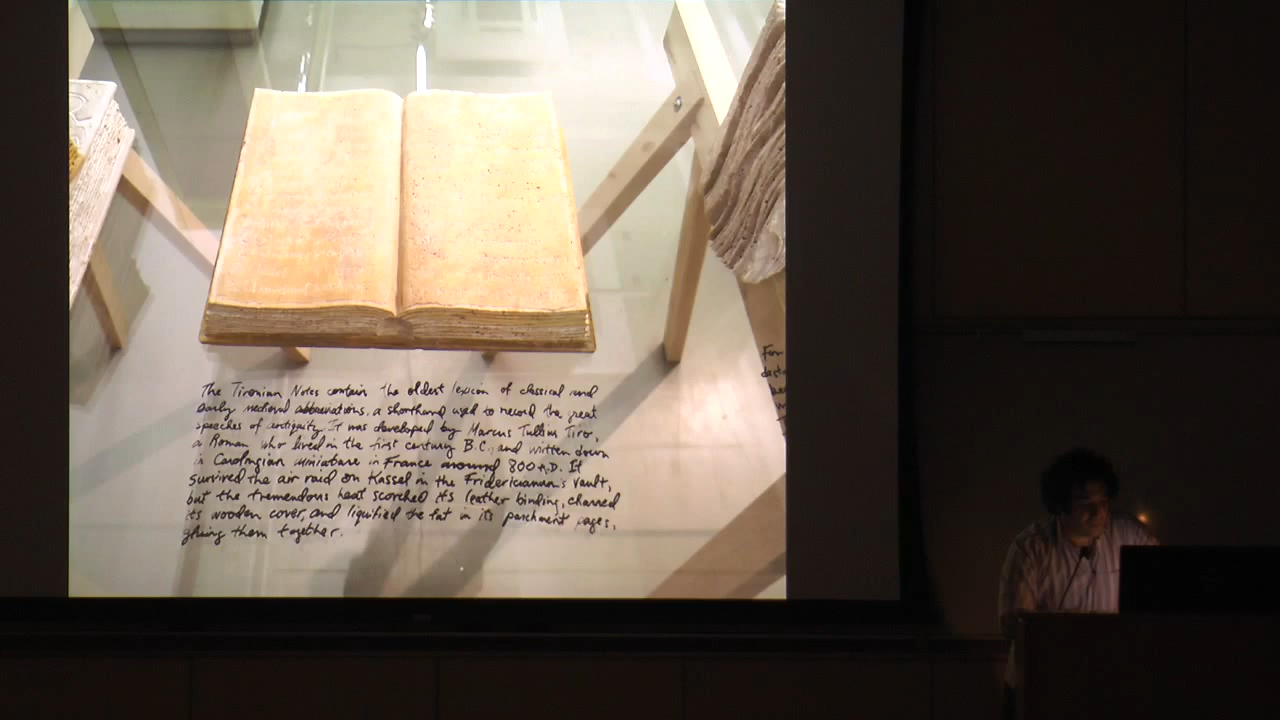 The Tironian Notes contain the oldest lexicon of classical and
early medieval abbreviations, a shorthand used to record the great
speeches of antiquity. It was developed by Marcus Tullius Tiro,
a Roman who lived in the first century B.C., and written down
in Carolingian miniature in France around 800 A.D. It
survived the air raid on Kassel in the Fridericianum's vault,
but the tremendous heat scorched its leather binding, charred
its wooden cover, and liquified the fat in its parchment pages,
gluing them together.
For